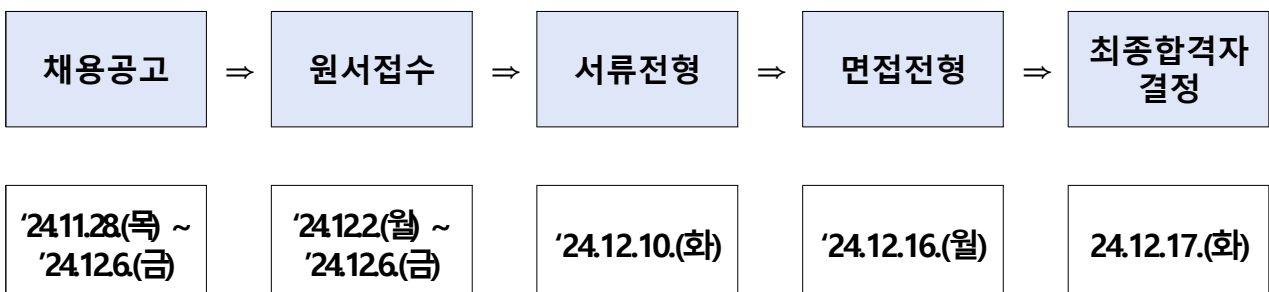 채용공고 ⇒ 원서접수 ⇒ 서류전형 ⇒ 면접전형 ⇒ 최종합격자
결정
‘24.11.28.(목) ~
’24.12.6.(금)
‘24.12.2.(월) ~
’24.12.6.(금)
‘24.12.10.(화)
‘24.12.16.(월)
24.12.17.(화)